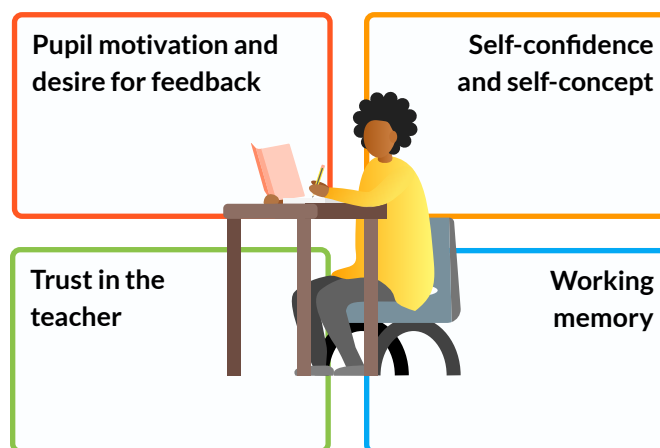 Pupil motivation and
desire for feedback
Self-confidence
and self-concept
Trust in the
teacher
Working
memory